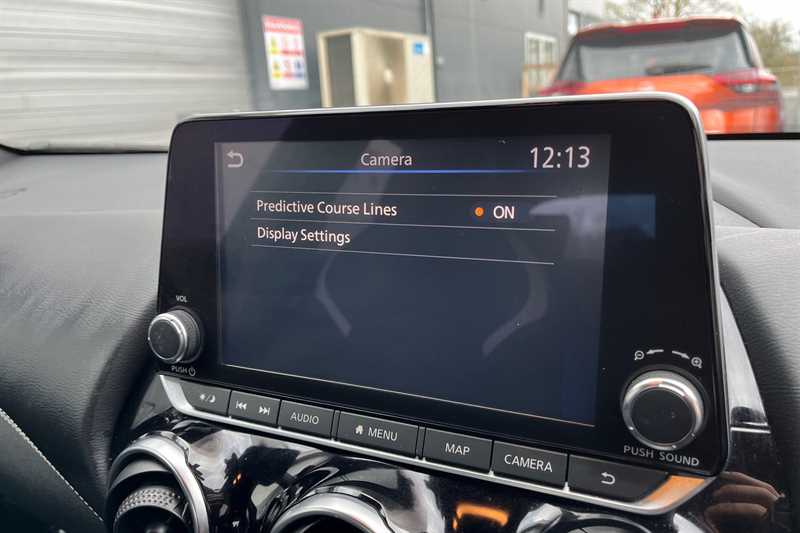 Camera
12:13
Predictive Course Lines ON
Display Settings
VOL
PUSH
AUDIO
MENU
MAP
CAMERA
PUSH SOUND